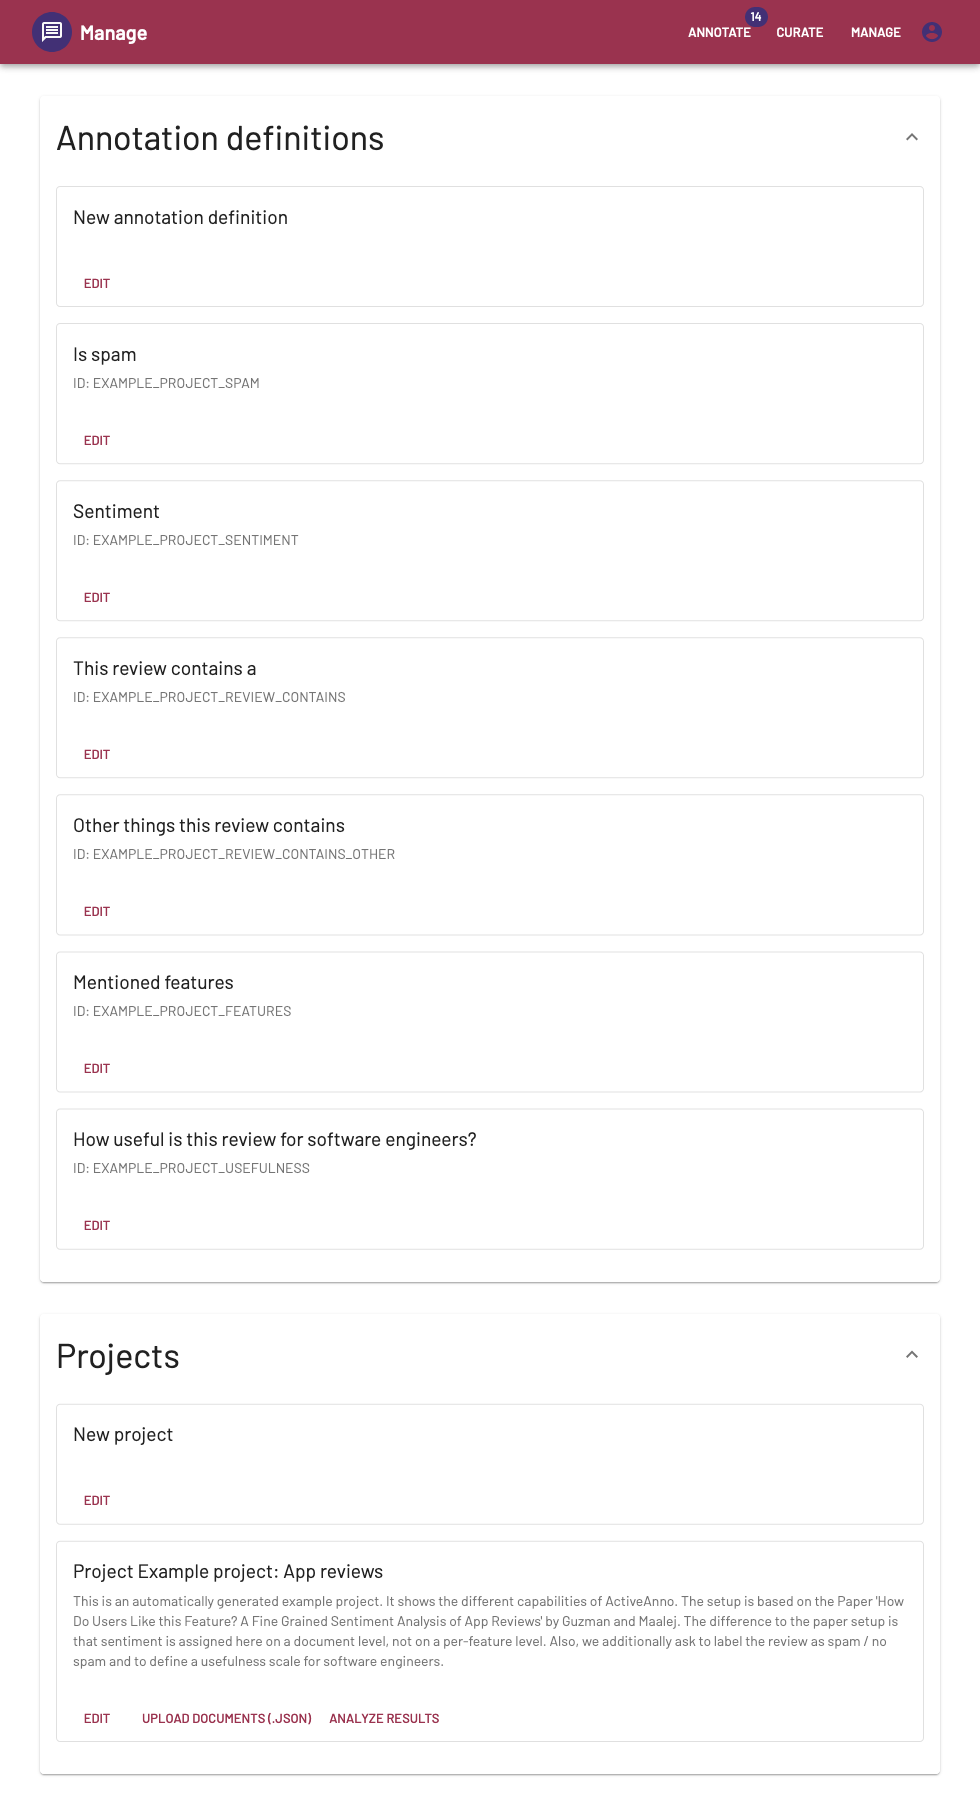 Manage
ANNOTATE
14
CURATE
MANAGE
Annotation definitions
New annotation definition
EDIT
Is spam
ID: EXAMPLE_PROJECT_SPAM
EDIT
Sentiment
ID: EXAMPLE_PROJECT_SENTIMENT
EDIT
This review contains a
ID: EXAMPLE_PROJECT_REVIEW_CONTAINS
EDIT
Other things this review contains
ID: EXAMPLE_PROJECT_REVIEW_CONTAINS_OTHER
EDIT
Mentioned features
ID: EXAMPLE_PROJECT_FEATURES
EDIT
How useful is this review for software engineers?
ID: EXAMPLE_PROJECT_USEFULNESS
EDIT
Projects
New project
EDIT
Project Example project: App reviews
This is an automatically generated example project. It shows the different capabilities of ActiveAnno. The setup is based on the Paper 'How
Do Users Like this Feature? A Fine Grained Sentiment Analysis of App Reviews' by Guzman and Maalej. The difference to the paper setup is
that sentiment is assigned here on a document level, not on a per-feature level. Also, we additionally ask to label the review as spam / no
spam and to define a usefulness scale for software engineers.
EDIT
UPLOAD DOCUMENTS (.JSON)
ANALYZE RESULTS